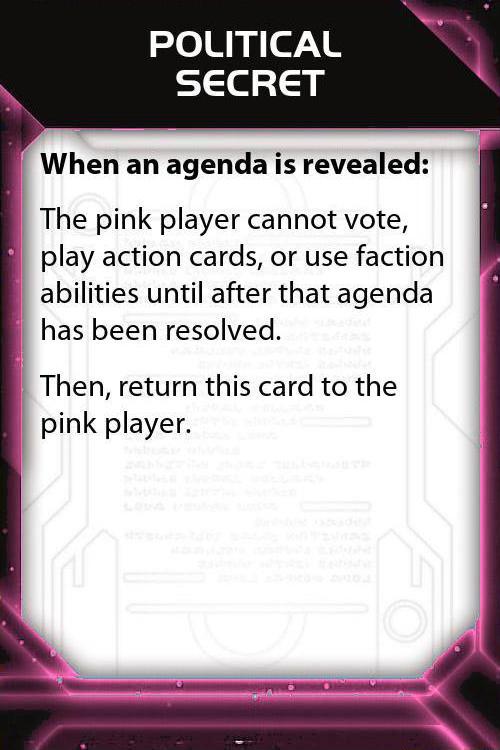 POLITICAL
SECRET
When an agenda is revealed:
The pink player cannot vote,
play action cards, or use faction
abilities until after that agenda
has been resolved.
Then, return this card to the
pink player.